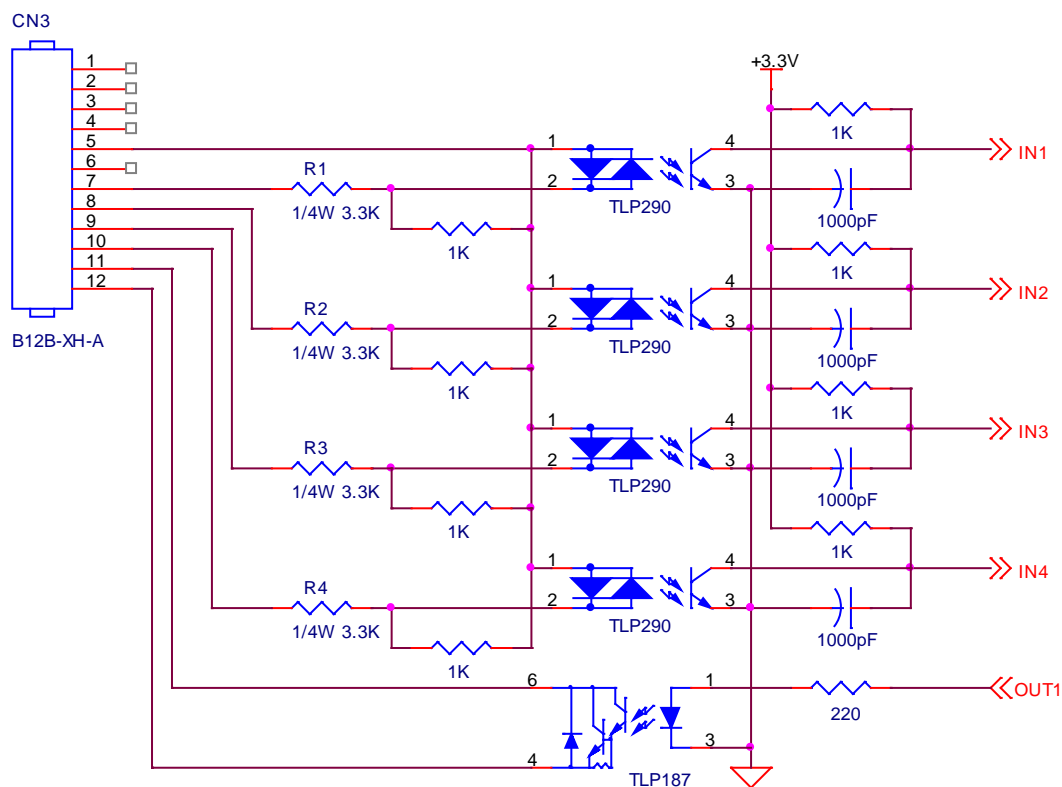 CN3
1
2
3
4
5
6
7
8
9
10
11
12
B12B-XH-A
+3.3V
1K
1
4
IN1
R1
2
3
1/4W 3.3K
TLP290
1000pF
1K
1K
1
4
IN2
R2
2
3
1/4W 3.3K
TLP290
1000pF
1K
1K
1
4
IN3
R3
2
3
1/4W 3.3K
TLP290
1000pF
1K
1K
1
4
IN4
R4
2
3
1/4W 3.3K
TLP290
1000pF
1K
6
1
OUT1
220
3
4
TLP187